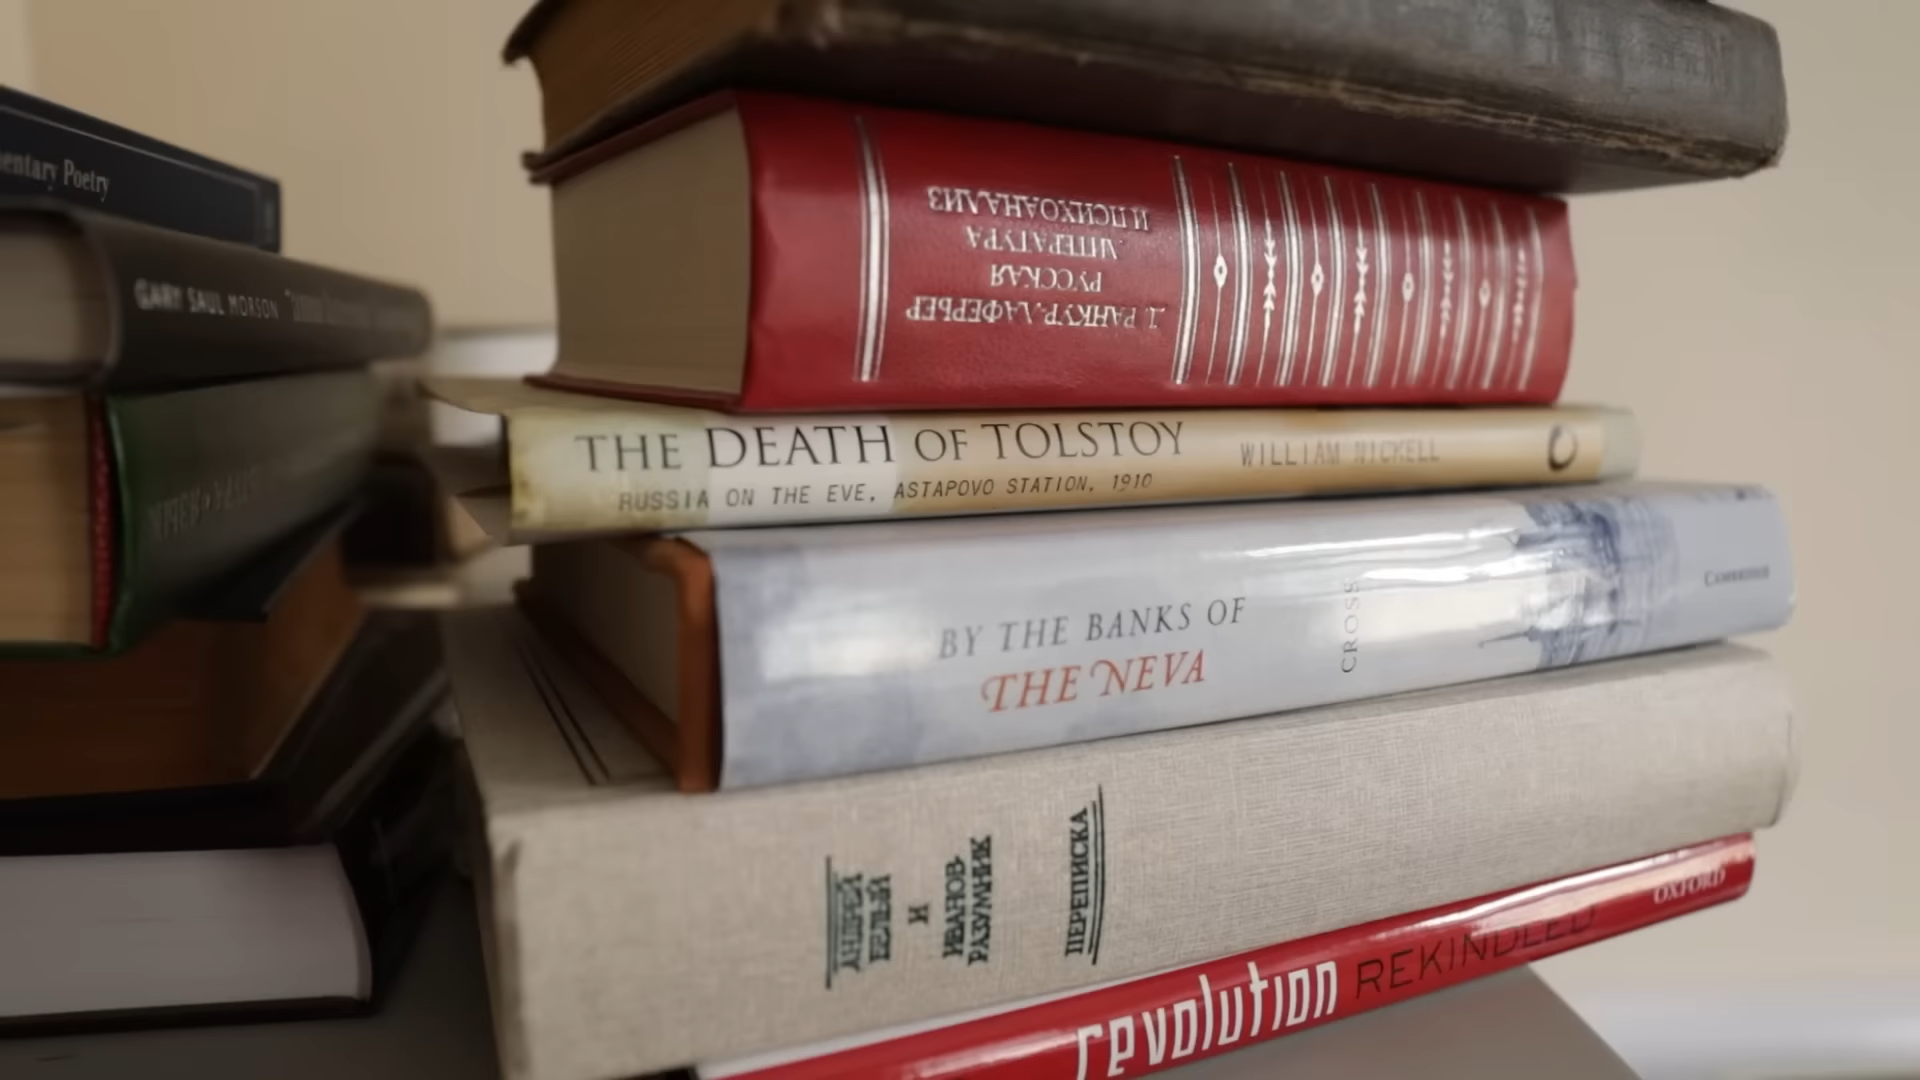 entary Poetry
GARY SAUL MORSON
Д. РАНКУР-ЛАФЕРЬЕР
РУССКАЯ
ЛИТЕРАТУРА
И ПСИХОАНАЛИЗ
THE DEATH OF TOLSTOY WILLIAM NICKELL
RUSSIA ON THE EVE, ASTAPOVO STATION, 1910
BY THE BANKS OF
THE NEVA
CROSS
CAMBRIDGE
АНДРЕЙ
БЕЛЫЙ
И
ИВАНОВ-
РАЗУМНИК
ПЕРЕПИСКА
revolution REKINDLED
OXFORD